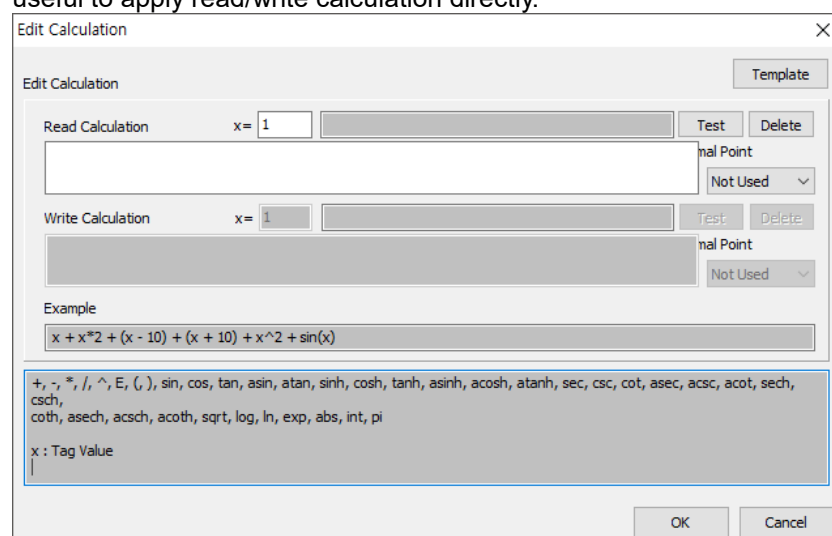 useful to apply read/write calculation directly.
Edit Calculation
Template
Edit Calculation
Read Calculation x= 1 Test Delete
mal Point
Not Used
Write Calculation x= 1 Test Delete
mal Point
Not Used
Example
x + x*2 + (x - 10) + (x + 10) + x^2 + sin(x)
+, -, *, /, ^, E, (, ), sin, cos, tan, asin, atan, sinh, cosh, tanh, asinh, acosh, atanh, sec, csc, cot, asec, acsc, acot, sech,
csch,
coth, asech, acsch, acoth, sqrt, log, ln, exp, abs, int, pi
x : Tag Value
OK Cancel